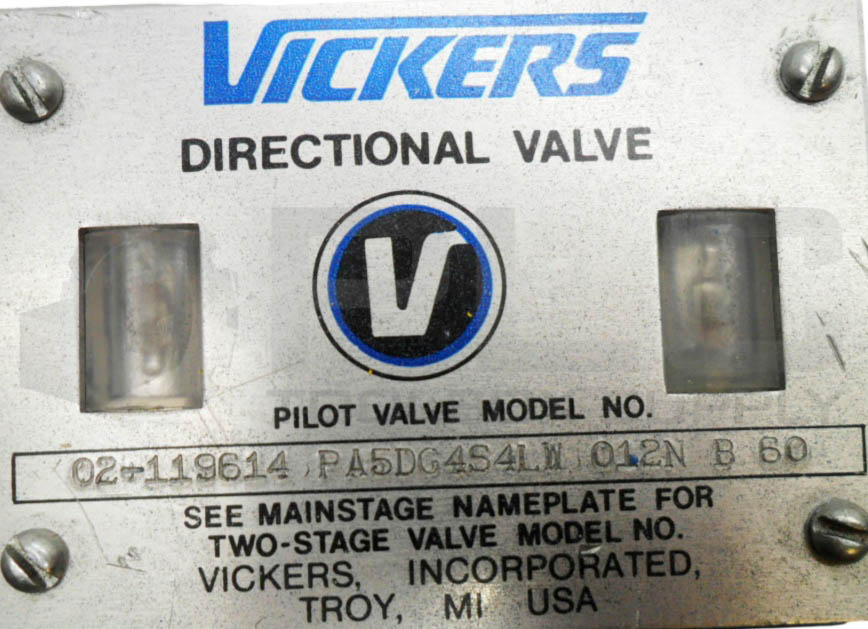 VICKERS
DIRECTIONAL VALVE
V
PILOT VALVE MODEL NO.
02-119614 PA5DG4S4LW 012N B 60
SEE MAINSTAGE NAMEPLATE FOR
TWO-STAGE VALVE MODEL NO.
VICKERS, INCORPORATED,
TROY, MI USA